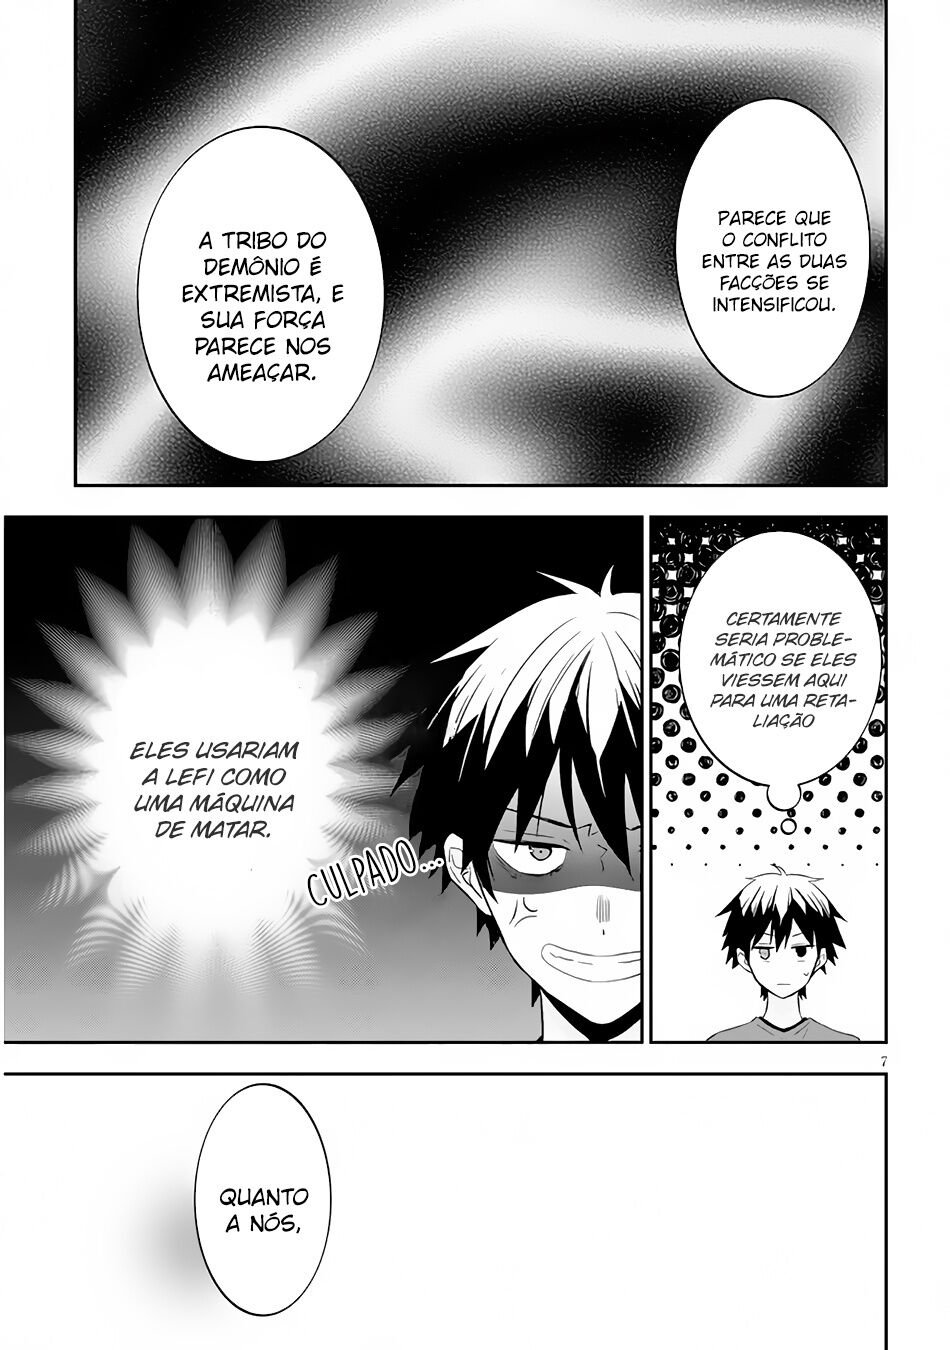 PARECE QUE
O CONFLITO
ENTRE AS DUAS
FACÇÕES SE
INTENSIFICOU.
A TRIBO DO
DEMÔNIO É
EXTREMISTA, E
SUA FORÇA
PARECE NOS
AMEAÇAR.
CERTAMENTE
SERIA PROBLE-
MÁTICO SE ELES
VIESSEM AQUI
PARA UMA RETA-
LIAÇÃO
ELES USARIAM
A LEFI COMO
UMA MÁQUINA
DE MATAR.
CULPADO...
7
QUANTO
A NÓS,